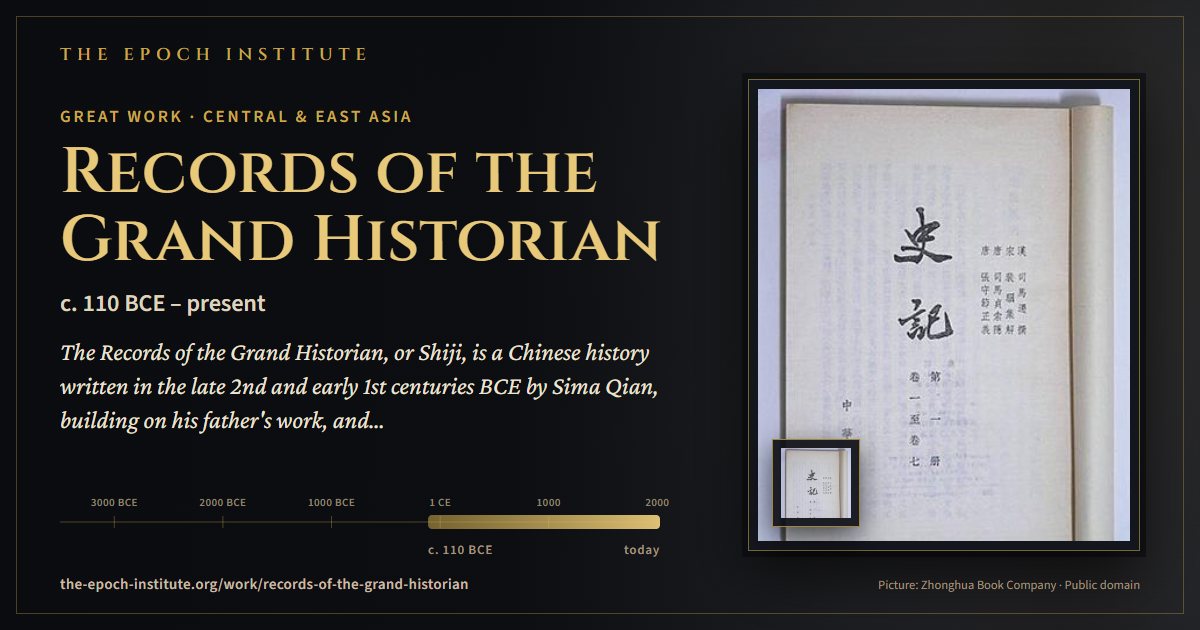 THE EPOCH INSTITUTE
GREAT WORK · CENTRAL & EAST ASIA
RECORDS OF THE
GRAND HISTORIAN
c. 110 BCE – present
The Records of the Grand Historian, or Shiji, is a Chinese history
written in the late 2nd and early 1st centuries BCE by Sima Qian,
building on his father's work, and...
3000 BCE 2000 BCE 1000 BCE 1 CE 1000 2000
c. 110 BCE today
the-epoch-institute.org/work/records-of-the-grand-historian
漢 司馬遷 撰
宋 裴駰集解
唐 司馬貞索隱
唐 張守節正義
史記
第一冊
卷一至卷七
中華
史記
Picture: Zhonghua Book Company · Public domain